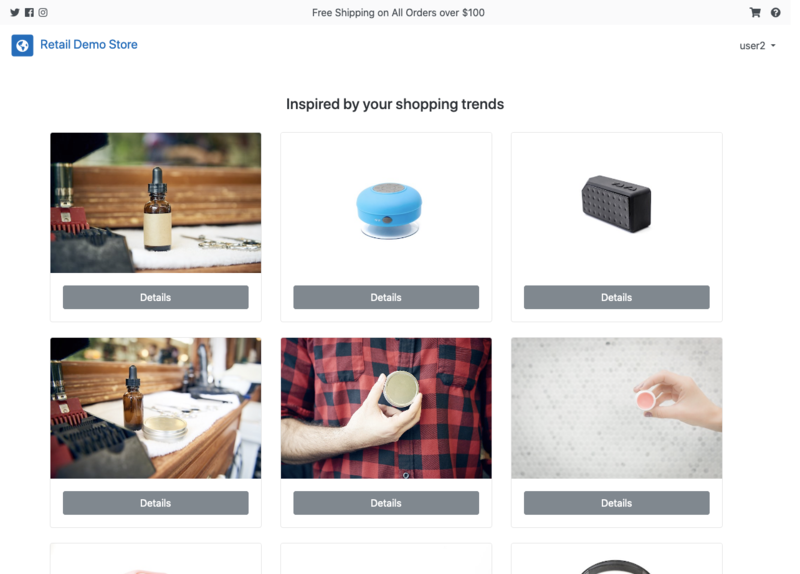 Free Shipping on All Orders over $100
Retail Demo Store
user2
Inspired by your shopping trends
Details
Details
Details
Details
Details
Details